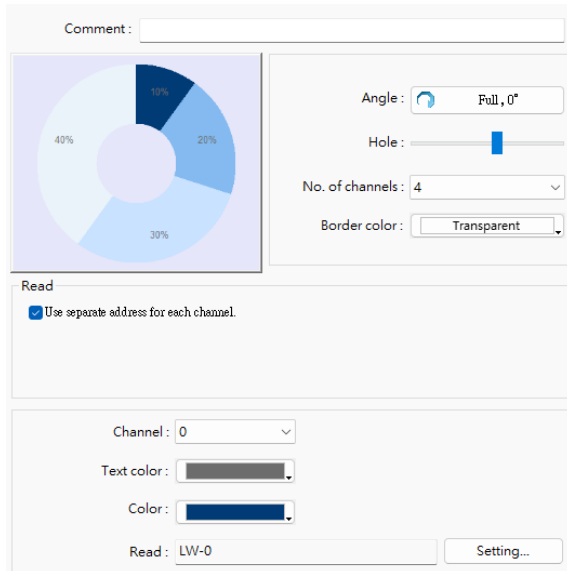 Comment :
10%
20%
30%
40%
Angle : Full , 0°
Hole :
No. of channels : 4
Border color : Transparent
Read
Use separate address for each channel.
Channel : 0
Text color :
Color :
Read : LW-0 Setting...